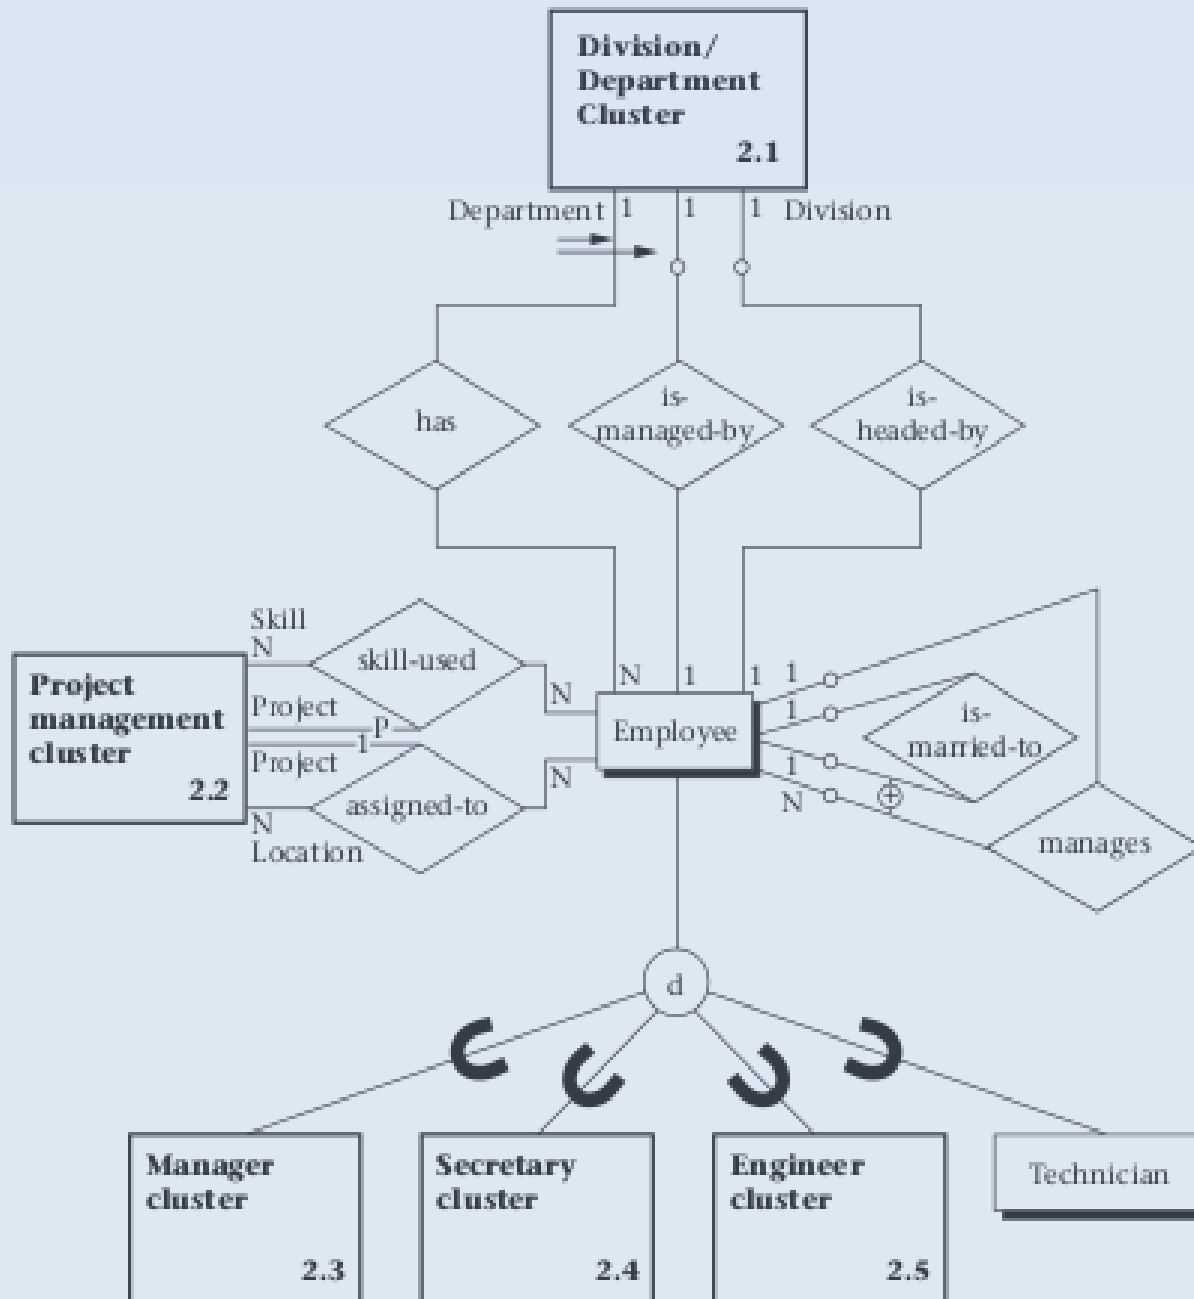 Division/
Department
Cluster
2.1
Department 1 1 1 Division
has
is-
managed-by
is-
headed-by
Skill
N
skill-used
Project
management
cluster
2.2
Project
P
1
Project
N
Location
assigned-to
N
N
N 1 1 1
Employee
1
1
N
is-
married-to
+
manages
d
Manager
cluster
2.3
Secretary
cluster
2.4
Engineer
cluster
2.5
Technician